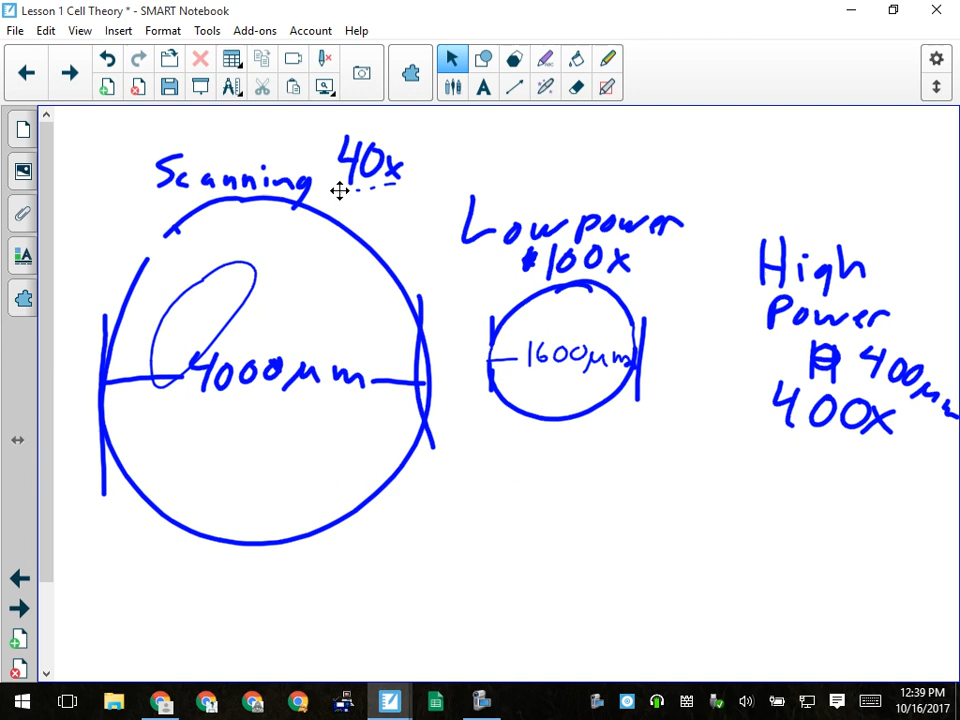 Lesson 1 Cell Theory * - SMART Notebook
File Edit View Insert Format Tools Add-ons Account Help
Scanning 40x
4000µm
Low power
100x
1600µm
High
Power
400µm
400x
12:39 PM
10/16/2017